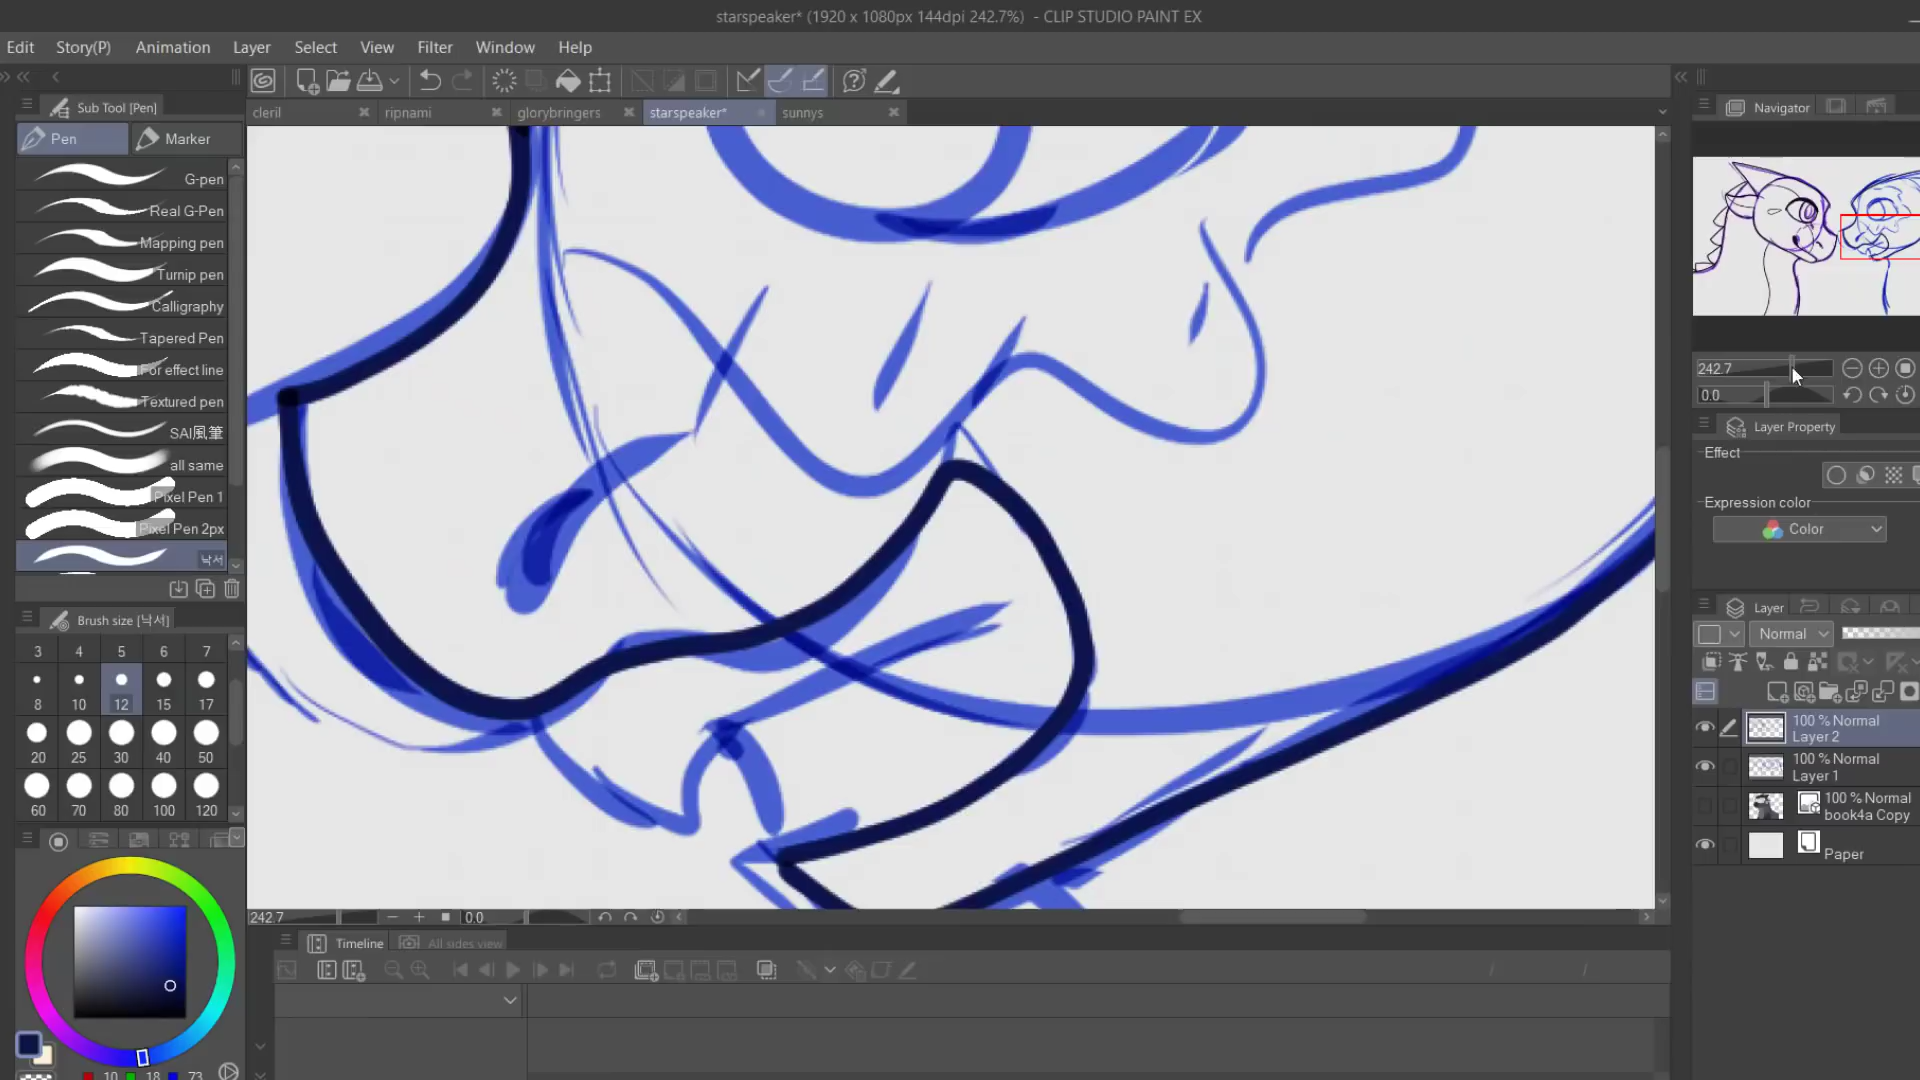 starspeaker* (1920 x 1080px 144dpi 242.7%) - CLIP STUDIO PAINT EX
Edit Story(P) Animation Layer Select View Filter Window Help
Sub Tool [Pen]
cleril ripnami glorybringers starspeaker* sunnys
Navigator
Pen Marker
G-pen
Real G-Pen
Mapping pen
Turnip pen
Calligraphy
Tapered Pen
For effect line
Textured pen
SAI風筆
all same
Pixel Pen 1
Pixel Pen 2px
낙서
242.7
0.0
Layer Property
Effect
Expression color
Color
Brush size [낙서]
3 4 5 6 7
8 10 12 15 17
20 25 30 40 50
60 70 80 100 120
Layer
Normal
100 % Normal
Layer 2
100 % Normal
Layer 1
100 % Normal
book4a Copy
Paper
242.7 0.0
Timeline All sides view
10 18 73